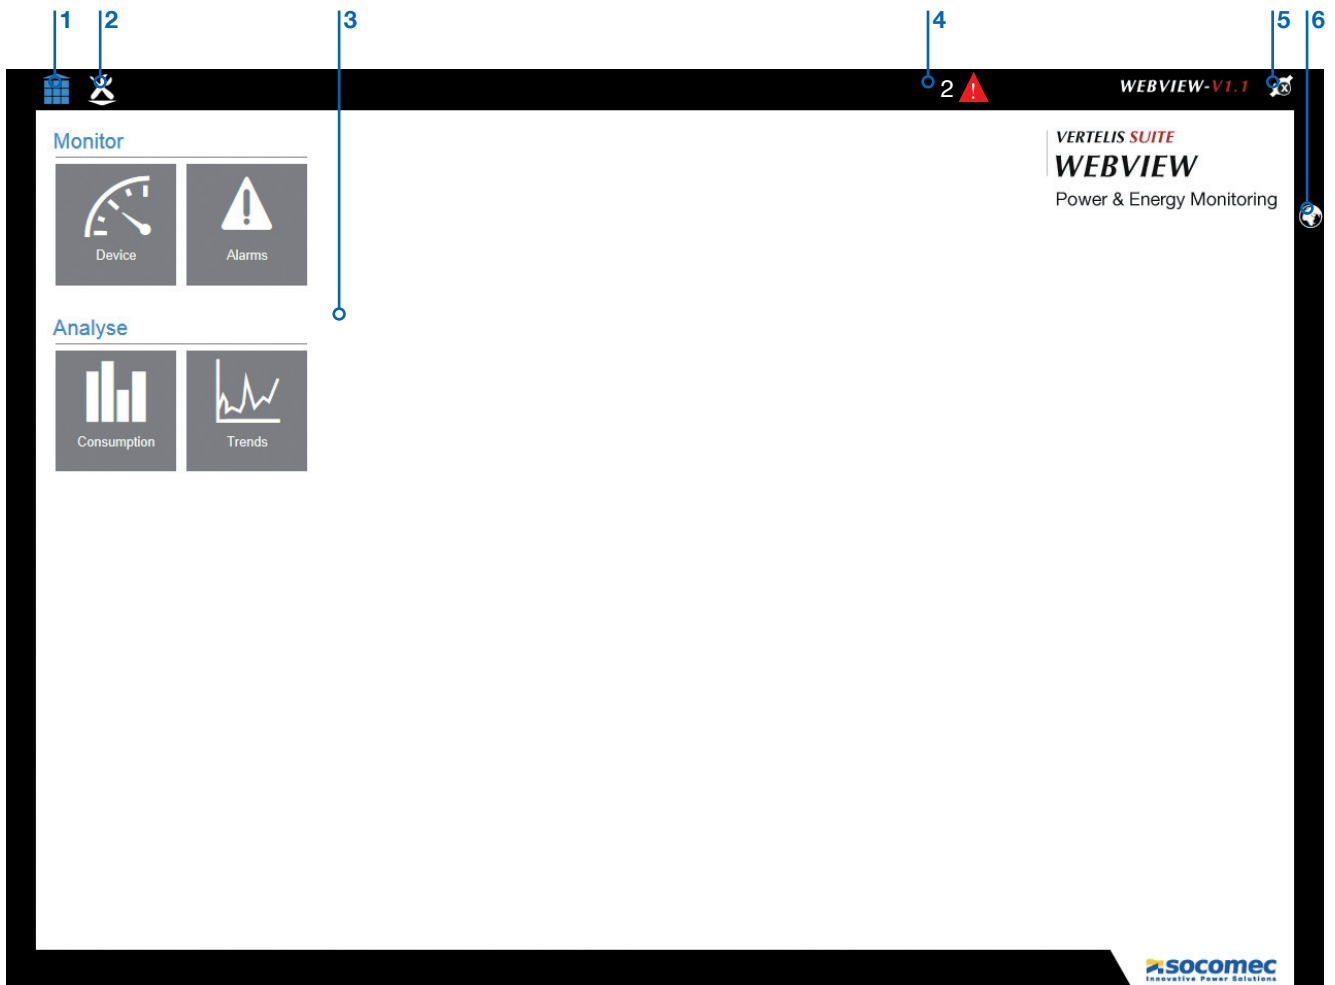 1 2 3 4 5 6
2
WEBVIEW-V1.1
Monitor
Device Alarms
VERTELIS SUITE
WEBVIEW
Power & Energy Monitoring
Analyse
Consumption Trends
socomec
Innovative Power Solutions